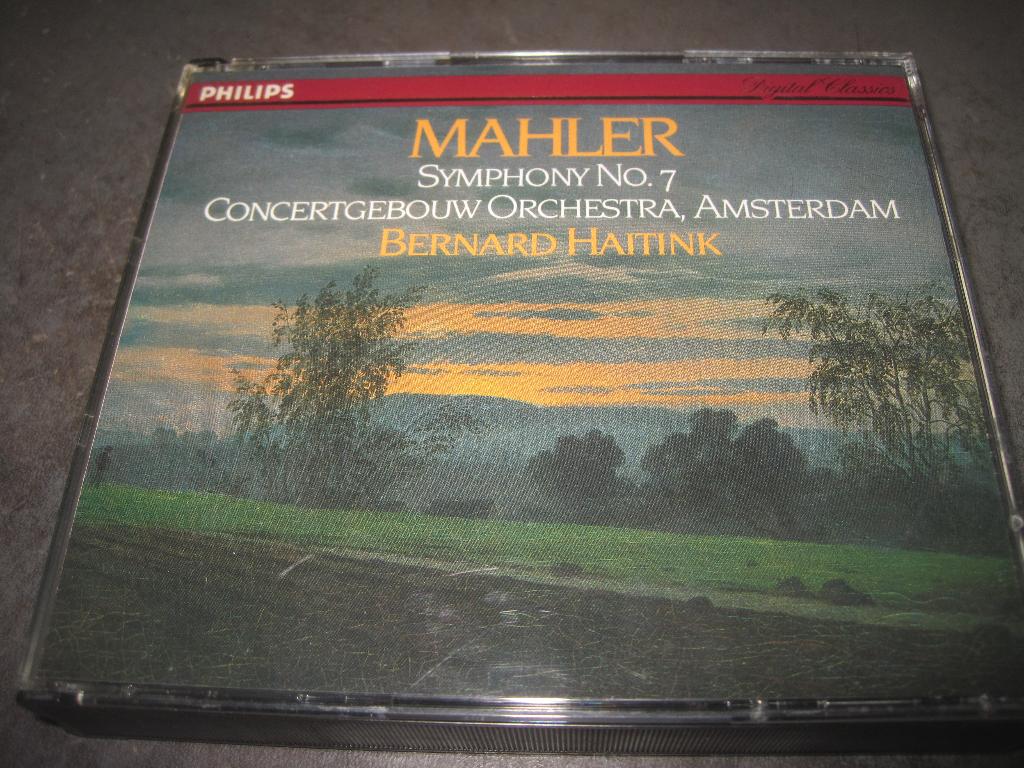 PHILIPS
Digital Classics
MAHLER
SYMPHONY NO. 7
CONCERTGEBOUW ORCHESTRA, AMSTERDAM
BERNARD HAITINK